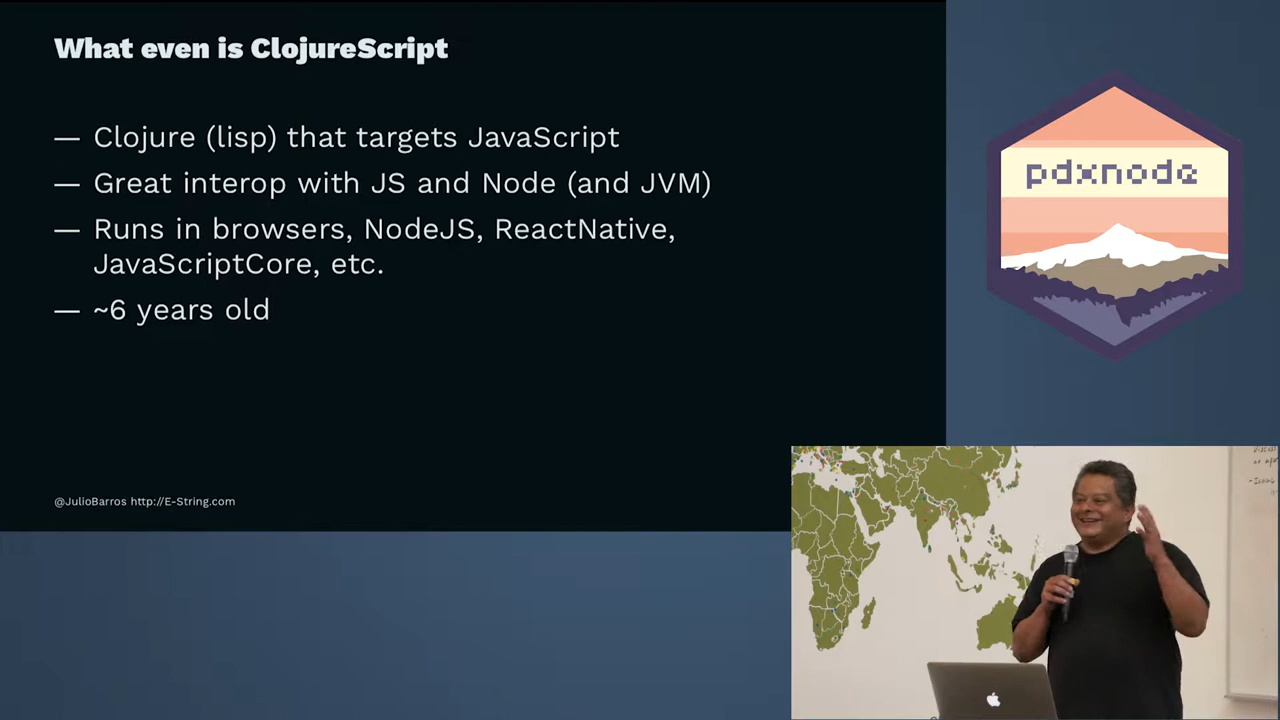 What even is ClojureScript
— Clojure (lisp) that targets JavaScript
— Great interop with JS and Node (and JVM)
— Runs in browsers, NodeJS, ReactNative,
JavaScriptCore, etc.
— ~6 years old
@JulioBarros http://E-String.com
pdxnode